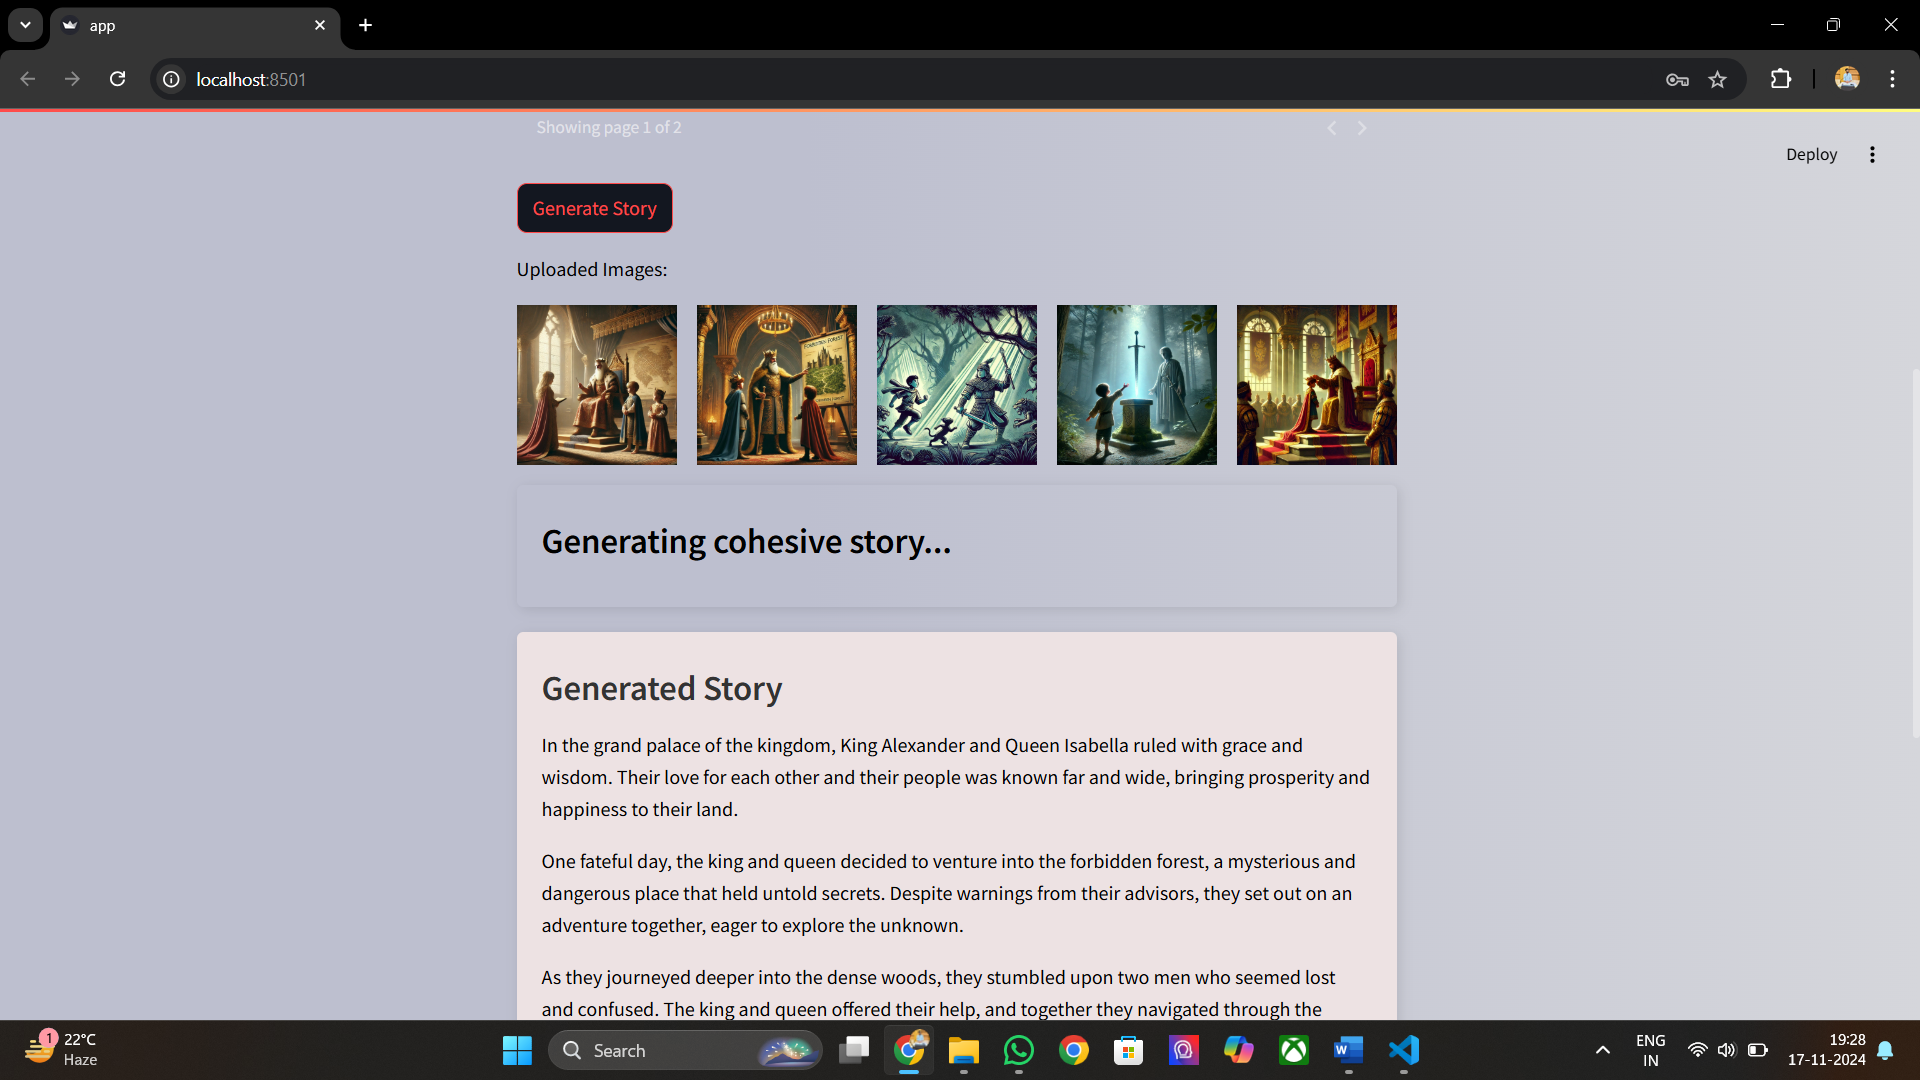 app
localhost:8501
Showing page 1 of 2
Deploy
Generate Story
Uploaded Images:
Generating cohesive story...
Generated Story
In the grand palace of the kingdom, King Alexander and Queen Isabella ruled with grace and
wisdom. Their love for each other and their people was known far and wide, bringing prosperity and
happiness to their land.
One fateful day, the king and queen decided to venture into the forbidden forest, a mysterious and
dangerous place that held untold secrets. Despite warnings from their advisors, they set out on an
adventure together, eager to explore the unknown.
As they journeyed deeper into the dense woods, they stumbled upon two men who seemed lost
and confused. The king and queen offered their help, and together they navigated through the
1
22°C
Haze
Search
ENG
IN
19:28
17-11-2024